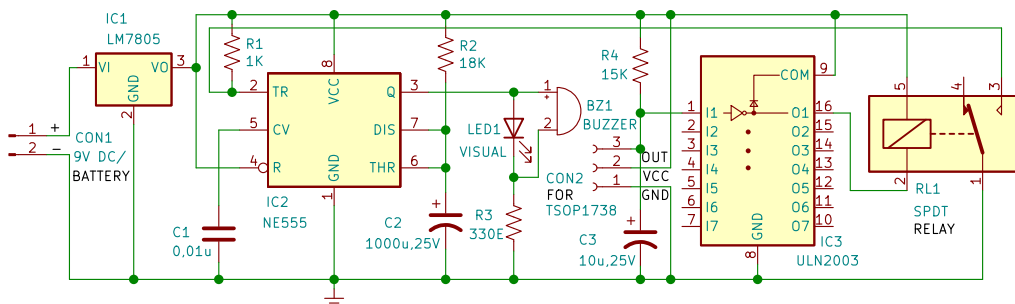 IC1
LM7805
1
VI
VO
3
GND
2
1
+
2
−
CON1
9V DC/
BATTERY
R1
1K
2
TR
VCC
8
Q
3
5
CV
DIS
7
4
R
THR
6
GND
1
IC2
NE555
C1
0,01u
R2
18K
C2
1000u,25V
+
LED1
VISUAL
R3
330E
1
+
2
BZ1
BUZZER
R4
15K
3
OUT
2
VCC
1
GND
CON2
FOR
TSOP1738
C3
10u,25V
+
COM
9
1
I1
O1
16
2
I2
O2
15
3
I3
O3
14
4
I4
O4
13
5
I5
O5
12
6
I6
O6
11
7
I7
O7
10
GND
8
IC3
ULN2003
5
4
3
2
1
RL1
SPDT
RELAY